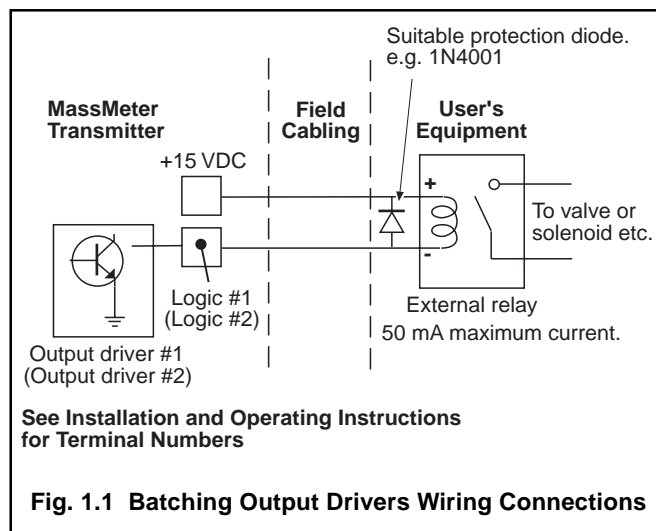 Suitable protection diode.
e.g. 1N4001
MassMeter
Transmitter
Field
Cabling
User's
Equipment
+15 VDC
+
-
To valve or
solenoid etc.
Logic #1
(Logic #2)
External relay
50 mA maximum current.
Output driver #1
(Output driver #2)
See Installation and Operating Instructions
for Terminal Numbers
Fig. 1.1 Batching Output Drivers Wiring Connections